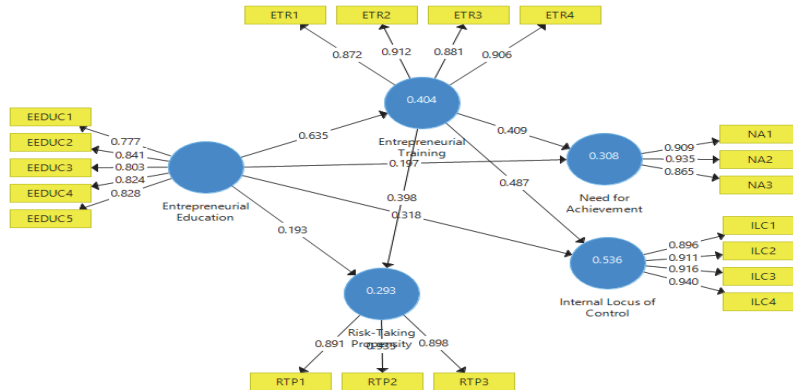 ETR1 ETR2 ETR3 ETR4
0.872 0.912 0.881 0.906
0.404
Entrepreneurial
Training
EEDUC1
EEDUC2
EEDUC3
EEDUC4
EEDUC5
0.777
0.841
0.803
0.824
0.828
Entrepreneurial
Education
0.635
0.409
0.197
0.487
0.398
0.318
0.193
0.308
Need for
Achievement
0.909
0.935
0.865
NA1
NA2
NA3
0.536
Internal Locus of
Control
0.896
0.911
0.916
0.940
ILC1
ILC2
ILC3
ILC4
0.293
Risk-Taking
Propensity
0.891 0.898
RTP1 RTP2 RTP3